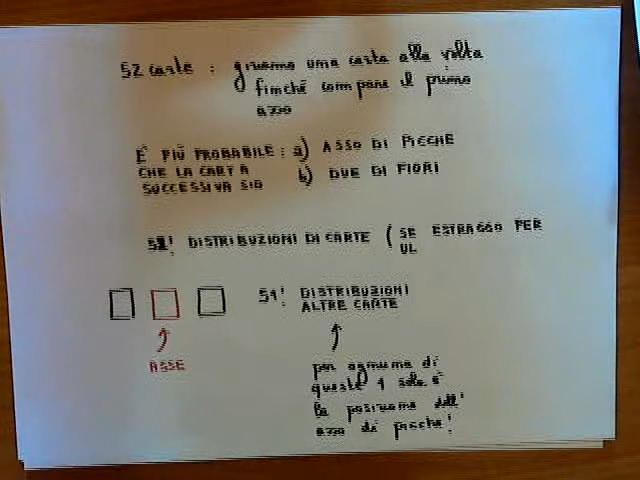 52 carte : giriamo una carta alla volta
finché compare il primo
asso
È PIÙ PROBABILE : a) ASSO DI PICCHE
CHE LA CARTA b) DUE DI FIORI
SUCCESSIVA SIA
52! DISTRIBUZIONI DI CARTE ( SE ESTRAGGO PER
UL
51! DISTRIBUZIONI
ALTRE CARTE
ASSE
per ognuna di
queste 1 sola è
la posizione dell'
asso di picche!